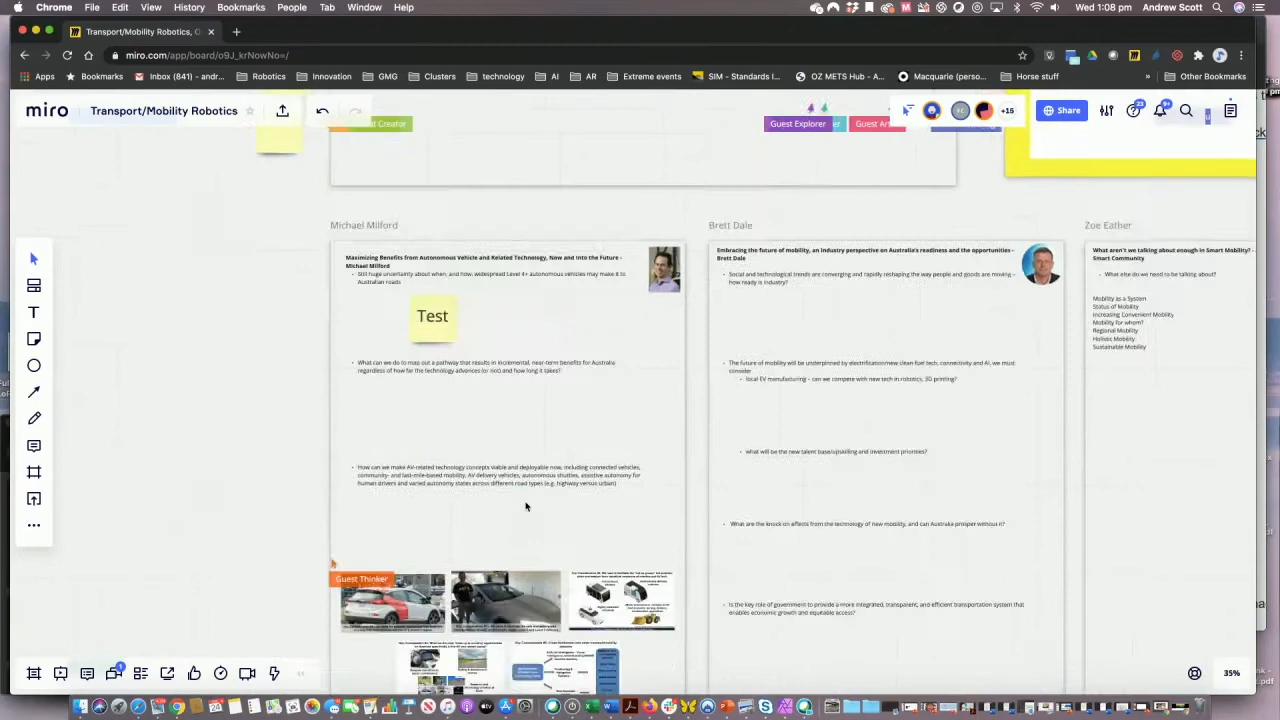 Chrome File Edit View History Bookmarks People Tab Window Help
Wed 1:08 pm Andrew Scott
Transport/Mobility Robotics, O
miro.com/app/board/o9J_krNowNo=/
Apps Bookmarks Inbox (841) - andr... Robotics Innovation GMG Clusters technology AI AR Extreme events SIM - Standards I... OZ METS Hub - A... Macquarie (perso... Horse stuff » Other Bookmarks
miro Transport/Mobility Robotics
+15 Share 23 9+
Creator
Guest Explorer
Michael Milford
Maximizing Benefits from Autonomous Vehicle and Related Technology, Now and Into the Future -
Michael Milford
• Still huge uncertainty about when, and how, widespread Level 4+ autonomous vehicles may make it to
Australian roads
Test
• What can we do to map out a pathway that results in incremental, near-term benefits for Australia
regardless of how far the technology advances (or not) and how long it takes?
• How can we make AV-related technology concepts viable and deployable now, including connected vehicles,
community- and last-mile-based mobility, AV delivery vehicles, autonomous shuttles, assistive autonomy for
human drivers and varied autonomy states across different road types (e.g. highway versus urban)
Guest Thinker
Brett Dale
Embracing the future of mobility, an industry perspective on Australia's readiness and the opportunities -
Brett Dale
• Social and technological trends are converging and rapidly reshaping the way people and goods are moving –
how ready is industry?
• The future of mobility will be underpinned by electrification/new clean fuel tech, connectivity and AI, we must
consider
• local EV manufacturing – can we compete with new tech in robotics, 3D printing?
• what will be the new talent base/upskilling and investment priorities?
• What are the knock on effects from the technology of new mobility, and can Australia prosper without it?
• Is the key role of government to provide a more integrated, transparent, and efficient transportation system that
enables economic growth and equitable access?
Zoe Eather
What aren't we talking about enough in Smart Mobility? -
Smart Community
• What else do we need to be talking about?
Mobility as a System
Status of Mobility
Increasing Convenient Mobility
Mobility for whom?
Regional Mobility
Holistic Mobility
Sustainable Mobility
1
35%